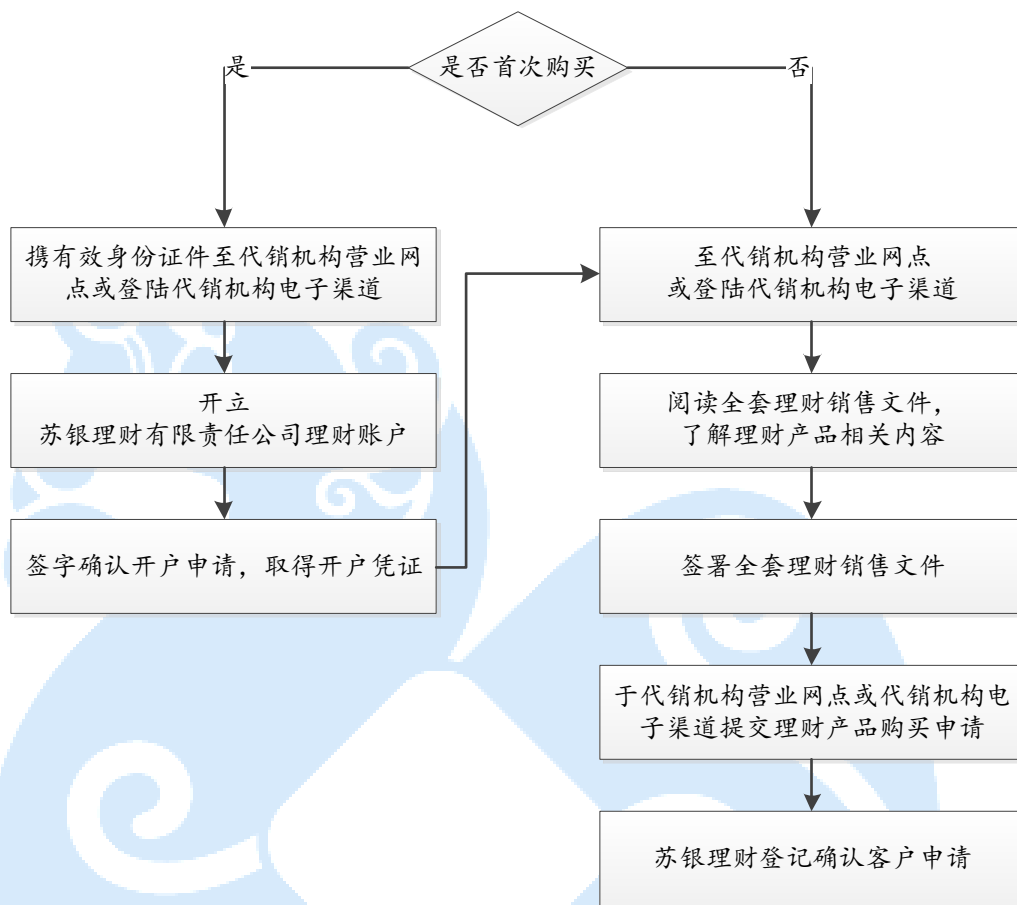 是否首次购买
是
否
携有效身份证件至代销机构营业网
点或登陆代销机构电子渠道
开立
苏银理财有限责任公司理财账户
签字确认开户申请，取得开户凭证
至代销机构营业网点
或登陆代销机构电子渠道
阅读全套理财销售文件，
了解理财产品相关内容
签署全套理财销售文件
于代销机构营业网点或代销机构电
子渠道提交理财产品购买申请
苏银理财登记确认客户申请